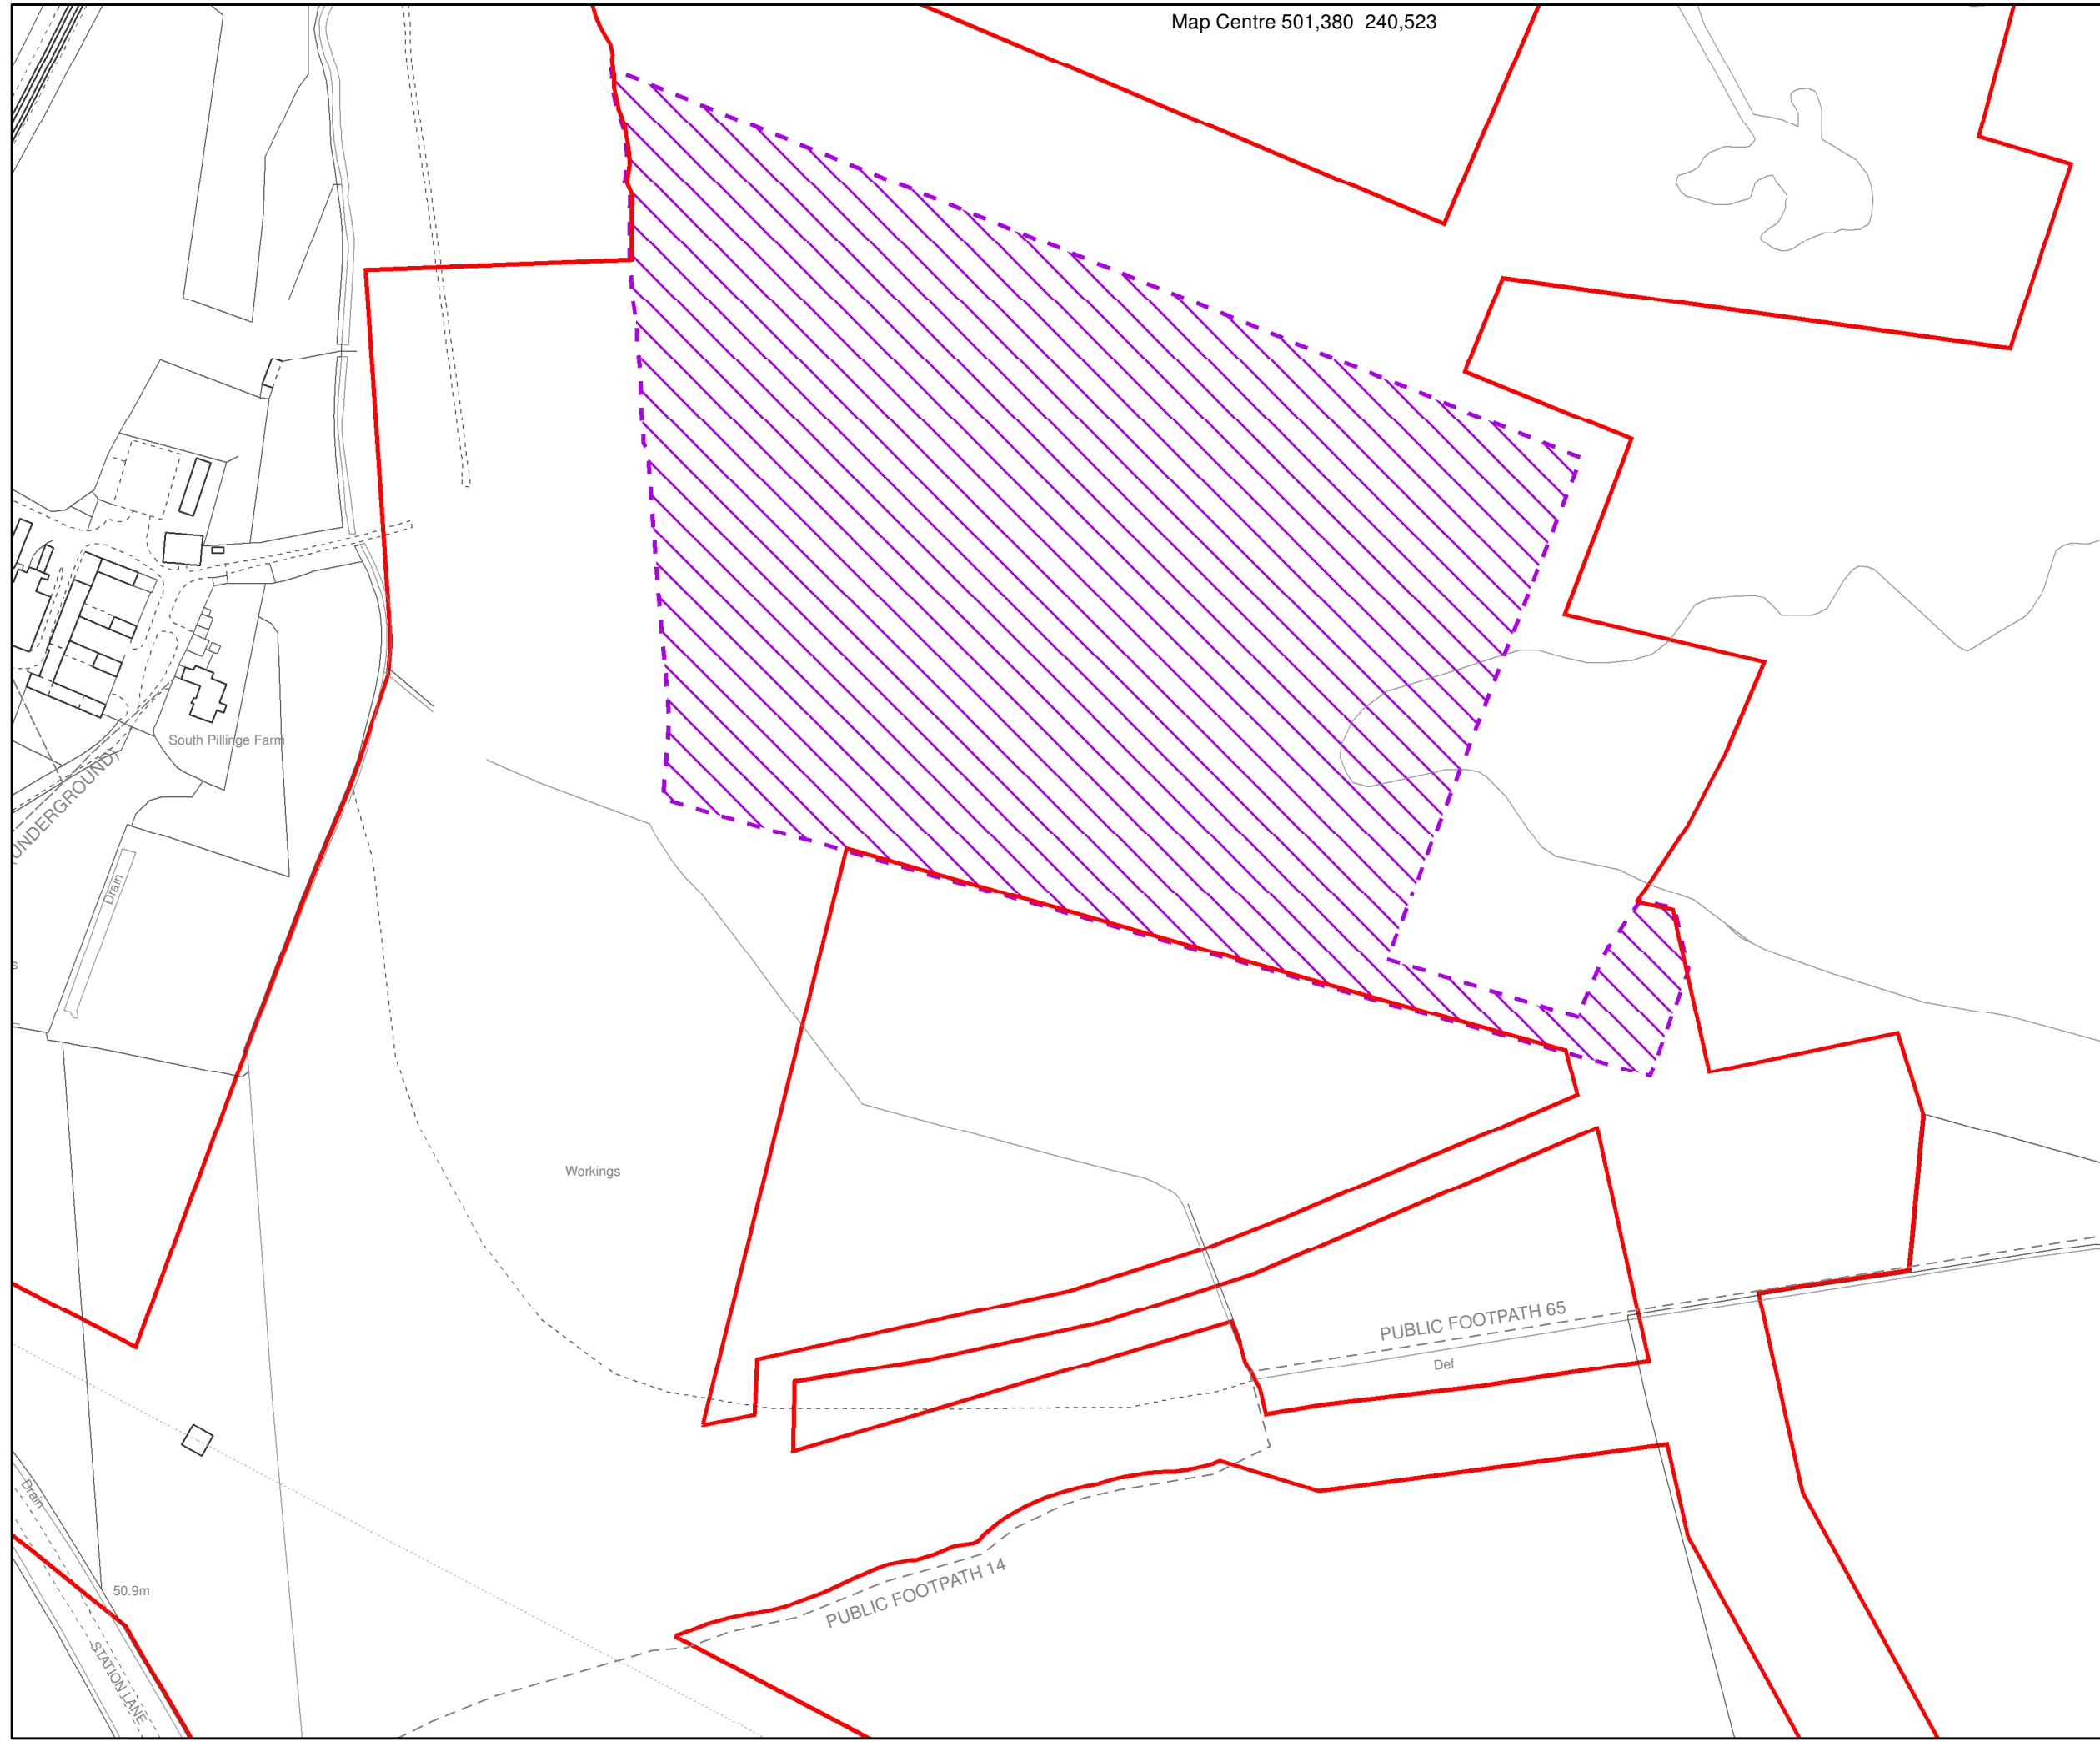 Map Centre 501,380 240,523
South Pillinge Farm
UNDERGROUND)
Drain
s
Workings
PUBLIC FOOTPATH 65
Def
Drain
PUBLIC FOOTPATH 14
50.9m
STATION LANE